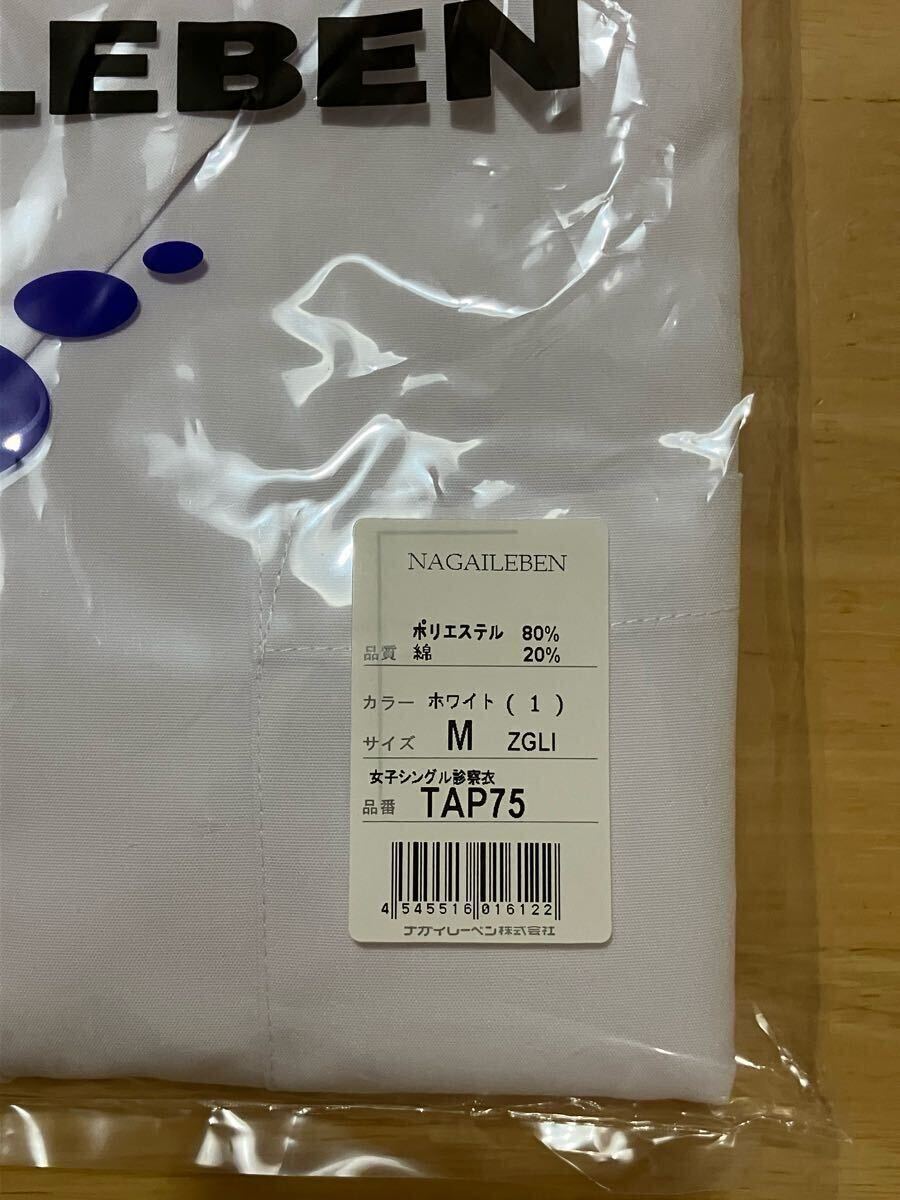 LEBEN
NAGAILEBEN
ポリエステル 80%
品質 綿 20%
カラー ホワイト ( 1 )
サイズ M ZGLI
女子シングル診察衣
品番 TAP75
4 545516 016122
ナガイレーベン株式会社